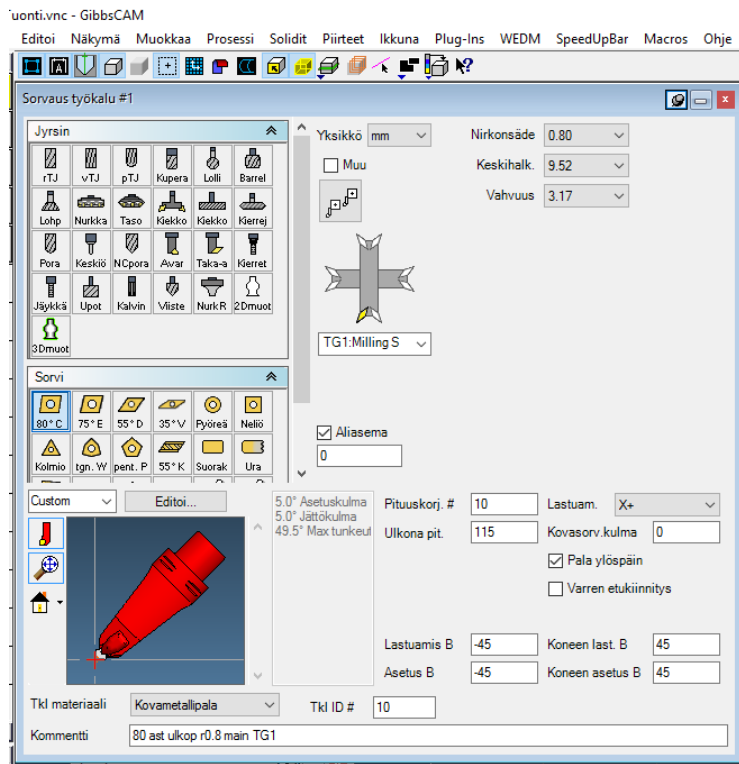 uonti.vnc - GibbsCAM
Editoi Näkymä Muokkaa Prosessi Solidit Piirteet Ikkuna Plug-Ins WEDM SpeedUpBar Macros Ohje
Sorvaus työkalu #1
Jyrsin
rTJ vTJ pTJ Kupera Lolli Barrel
Lohp Nurkka Taso Kiekko Kiekko Kierrej
Pora Keskiö NCpora Avar Taka-a Kierret
Jäykkä Upot Kalvin Viiste NurkR 2Dmuot
3Dmuot
Sorvi
80° C 75° E 55° D 35° V Pyöreä Neliö
Kolmio tgn. W pent. P 55° K Suorak Ura
Yksikkö mm
Muu
TG1:Milling S
Aliasema
0
Nirkonsäde 0.80
Keskihalk. 9.52
Vahvuus 3.17
Custom Editoi...
5.0° Asetuskulma
5.0° Jättökulma
49.5° Max tunkeut
Pituuskorj. # 10 Lastuam. X+
Ulkona pit. 115 Kovasorv.kulma 0
Pala ylöspäin
Varren etukiinnitys
Lastuamis B -45 Koneen last. B 45
Asetus B -45 Koneen asetus B 45
Tkl materiaali Kovametallipala Tkl ID # 10
Kommentti 80 ast ulkop r0.8 main TG1